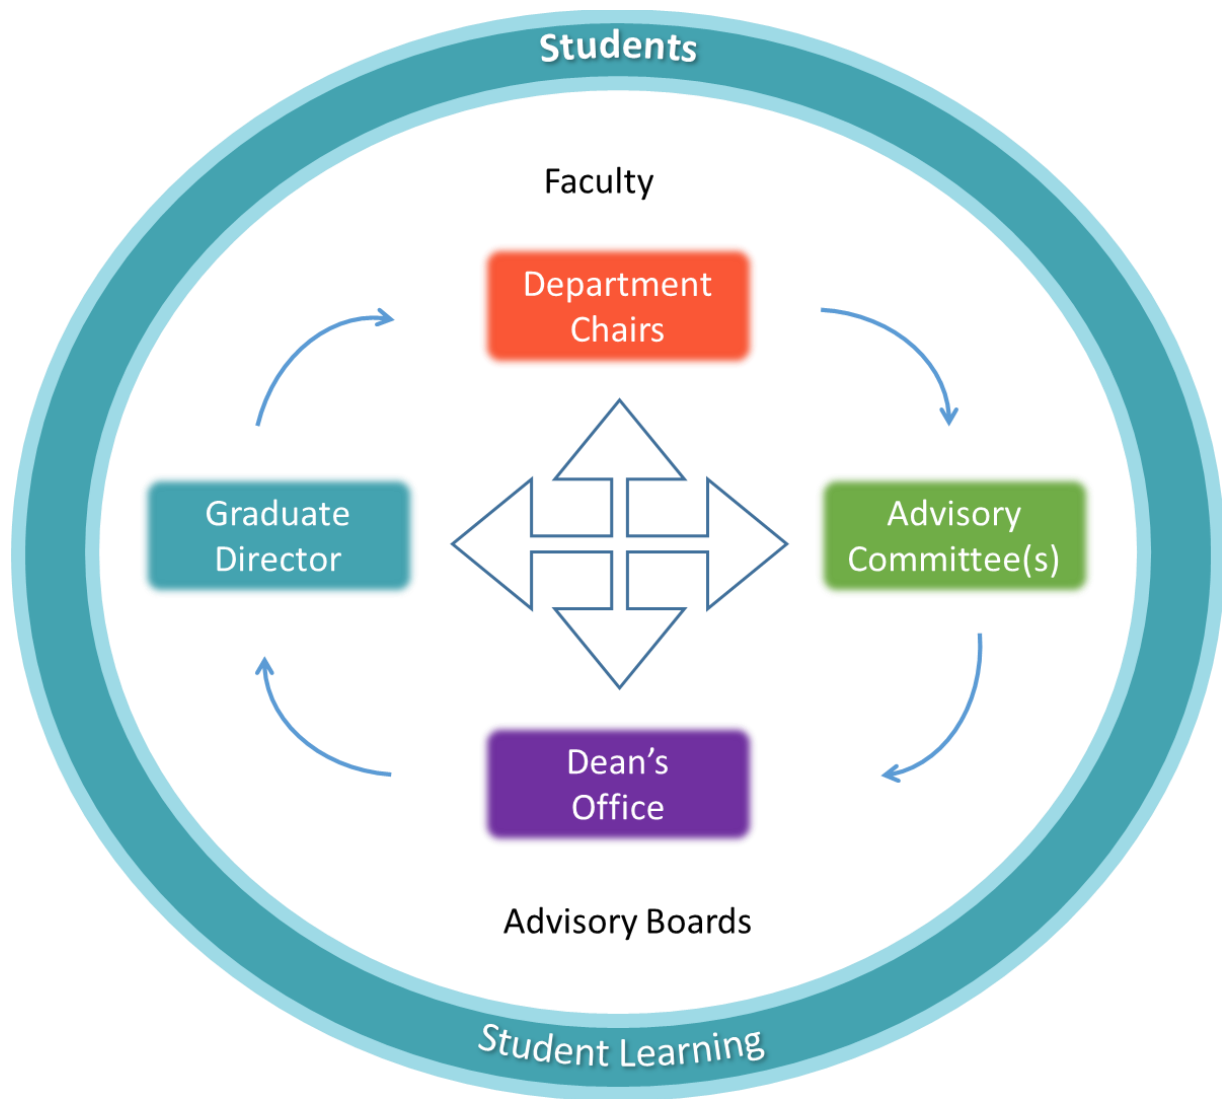 Students
Faculty
Department
Chairs
Graduate
Director
Advisory
Committee(s)
Dean’s
Office
Advisory Boards
Student Learning